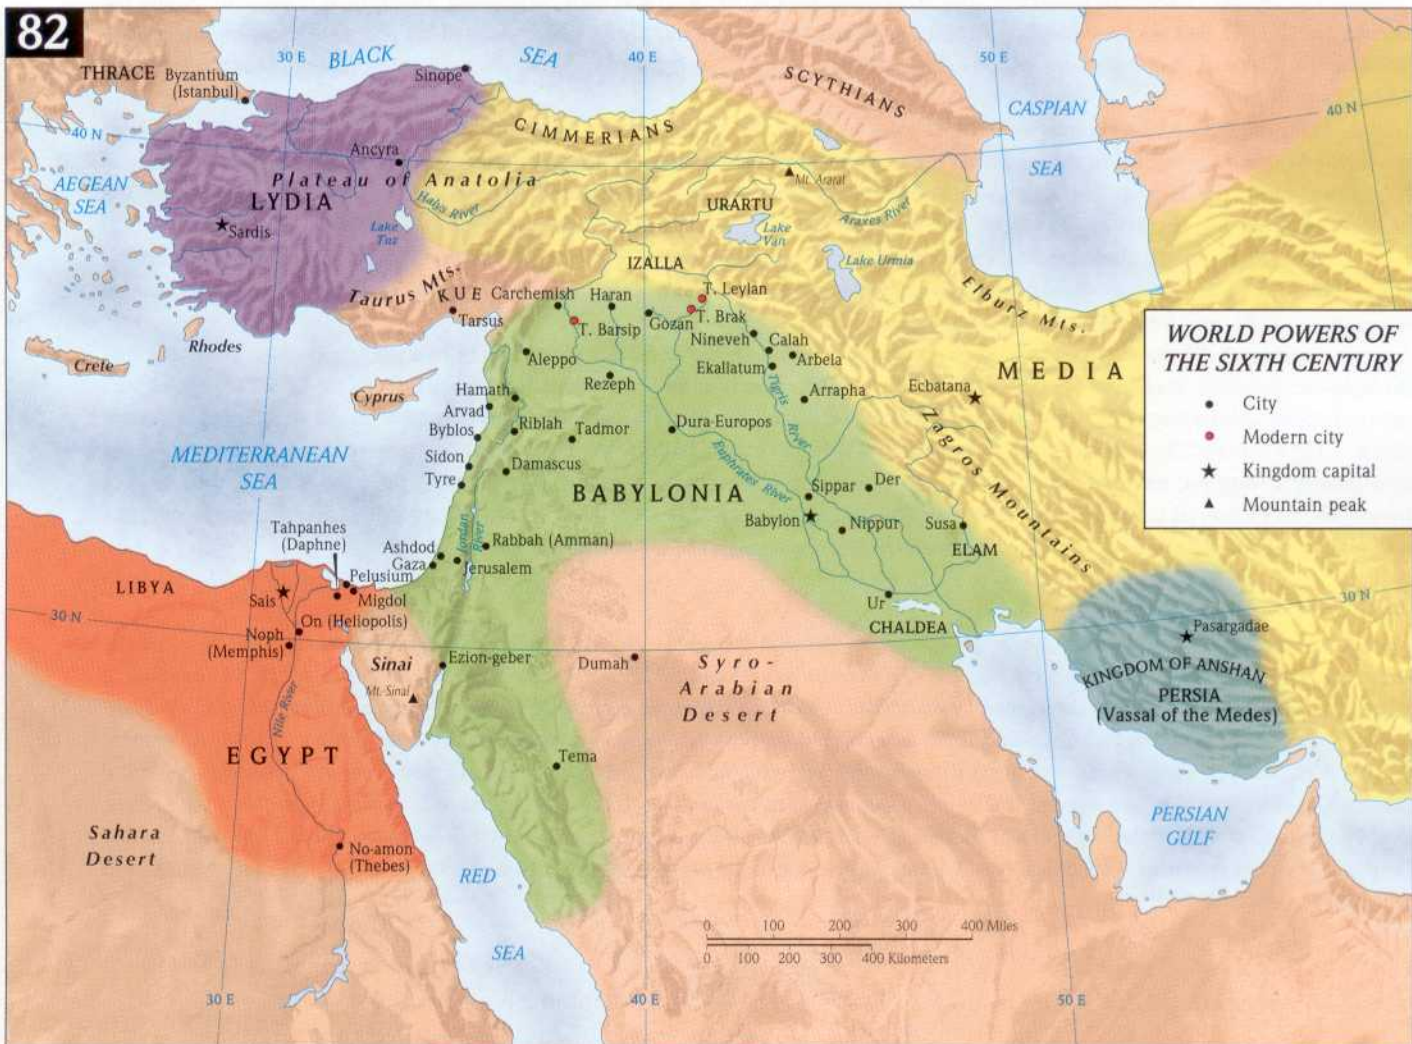 82
THRACE
Byzantium
(Istanbul)
30 E
BLACK
SEA
Sinope
40 E
SCYTHIANS
50 E
CASPIAN
SEA
40 N
40 N
CIMMERIANS
AEGEAN
SEA
Ancyra
Plateau of Anatolia
LYDIA
Sardis
Halys River
Lake
Tuz
Mt. Ararat
URARTU
Araxes River
Lake
Van
Lake Urmia
IZALLA
Taurus Mts.
KUE
Tarsus
Elburz Mts.
Carchemish
Haran
T. Leylan
T. Barsip
Gozan
T. Brak
Nineveh
Calah
Arbela
Ekallatum
Aleppo
Rezeph
Arrapha
MEDIA
Ecbatana
WORLD POWERS OF
THE SIXTH CENTURY
City
Modern city
Kingdom capital
Mountain peak
Rhodes
Crete
Cyprus
Hamath
Arvad
Byblos
Riblah
Tadmor
Dura-Europos
Tigris
River
Zagros Mountains
MEDITERRANEAN
SEA
Sidon
Tyre
Damascus
BABYLONIA
Euphrates River
Sippar
Der
Babylon
Nippur
Susa
ELAM
Tahpanhes
(Daphne)
Ashdod
Gaza
Jordan
River
Rabbah (Amman)
Jerusalem
LIBYA
Pelusium
Sais
Migdol
On (Heliopolis)
30 N
30 N
Noph
(Memphis)
Ur
CHALDEA
Pasargadae
KINGDOM OF ANSHAN
PERSIA
(Vassal of the Medes)
Sinai
Mt. Sinai
Ezion-geber
Dumah
Syro-
Arabian
Desert
Nile River
EGYPT
Tema
PERSIAN
GULF
Sahara
Desert
No-amon
(Thebes)
RED
SEA
0 100 200 300 400 Miles
0 100 200 300 400 Kilometers
30 E
40 E
50 E